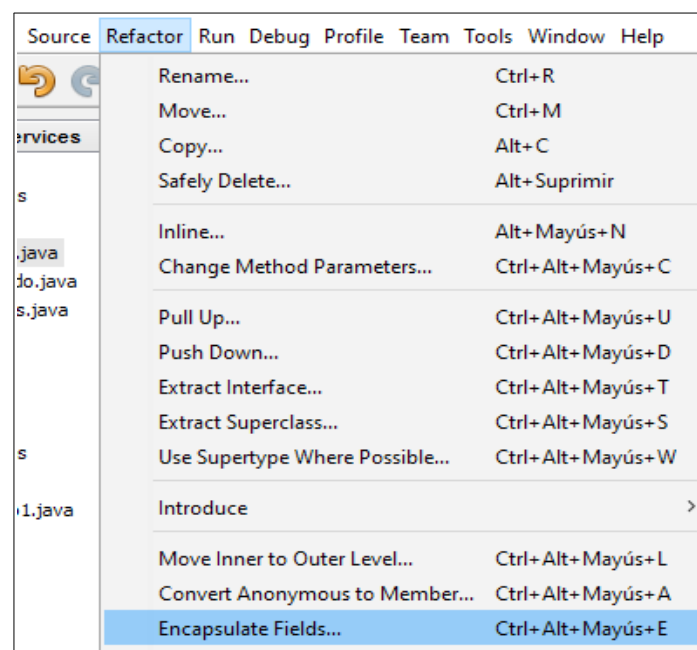 Source Refactor Run Debug Profile Team Tools Window Help
Rename... Ctrl+R
Move... Ctrl+M
ervices
Copy... Alt+C
s Safely Delete... Alt+Suprimir
Inline... Alt+Mayús+N
.java
Change Method Parameters... Ctrl+Alt+Mayús+C
do.java
s.java Pull Up... Ctrl+Alt+Mayús+U
Push Down... Ctrl+Alt+Mayús+D
Extract Interface... Ctrl+Alt+Mayús+T
Extract Superclass... Ctrl+Alt+Mayús+S
s Use Supertype Where Possible... Ctrl+Alt+Mayús+W
1.java Introduce >
Move Inner to Outer Level... Ctrl+Alt+Mayús+L
Convert Anonymous to Member... Ctrl+Alt+Mayús+A
Encapsulate Fields... Ctrl+Alt+Mayús+E